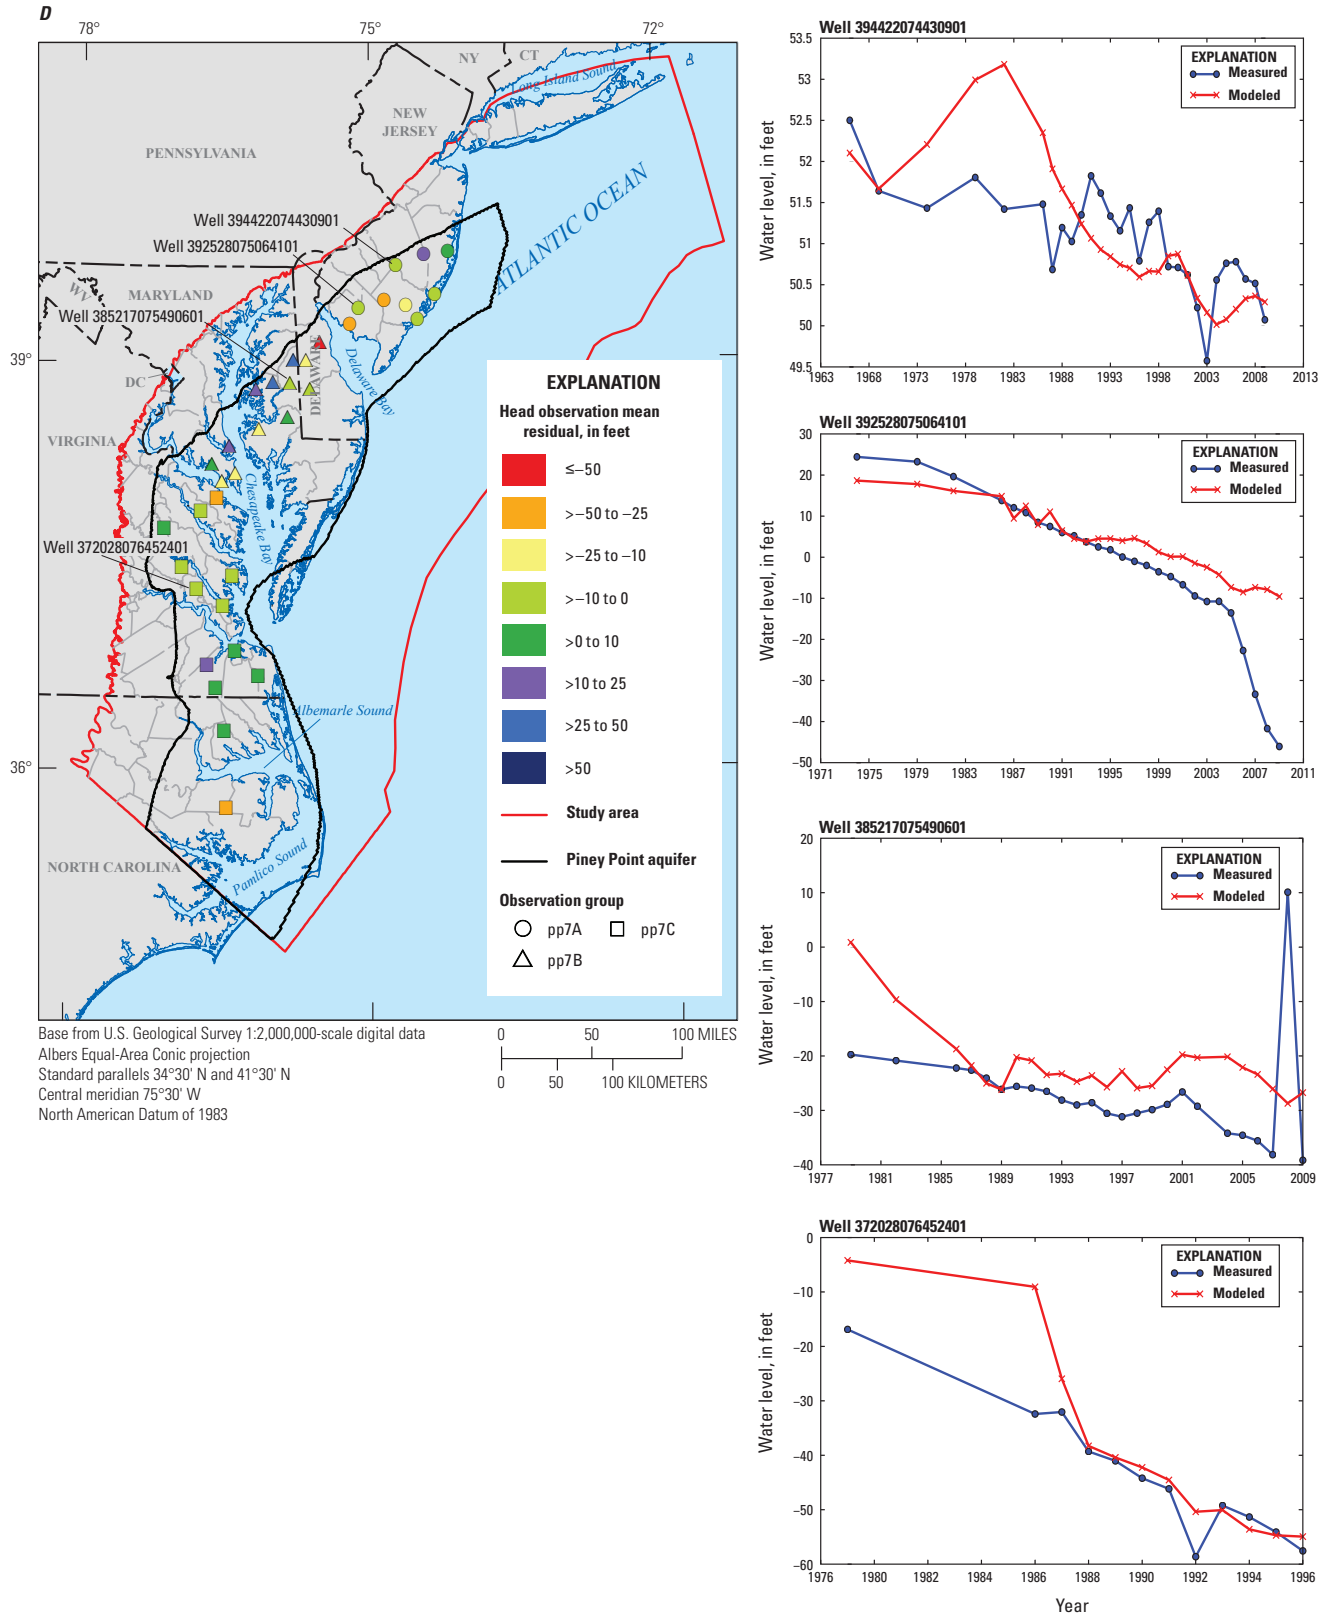 D
78°
75°
72°
NY
CT
Long Island Sound
NEW
JERSEY
PENNSYLVANIA
ATLANTIC OCEAN
Well 394422074430901
Well 392528075064101
WV
MARYLAND
Well 385217075490601
39°
DC
DELAWARE
Delaware Bay
VIRGINIA
Chesapeake Bay
Well 372028076452401
Albemarle Sound
36°
NORTH CAROLINA
Pamlico Sound
EXPLANATION
Head observation mean
residual, in feet
≤–50
>–50 to –25
>–25 to –10
>–10 to 0
>0 to 10
>10 to 25
>25 to 50
>50
Study area
Piney Point aquifer
Observation group
pp7A
pp7C
pp7B
Base from U.S. Geological Survey 1:2,000,000-scale digital data
Albers Equal-Area Conic projection
Standard parallels 34°30' N and 41°30' N
Central meridian 75°30' W
North American Datum of 1983
0 50 100 MILES
0 50 100 KILOMETERS
Well 394422074430901
53.5
53
52.5
52
51.5
51
50.5
50
49.5
Water level, in feet
EXPLANATION
Measured
Modeled
1963 1968 1973 1978 1983 1988 1993 1998 2003 2008 2013
Well 392528075064101
30
20
10
0
–10
–20
–30
–40
–50
Water level, in feet
EXPLANATION
Measured
Modeled
1971 1975 1979 1983 1987 1991 1995 1999 2003 2007 2011
Well 385217075490601
20
10
0
–10
–20
–30
–40
Water level, in feet
EXPLANATION
Measured
Modeled
1977 1981 1985 1989 1993 1997 2001 2005 2009
Well 372028076452401
0
–10
–20
–30
–40
–50
–60
Water level, in feet
EXPLANATION
Measured
Modeled
1976 1980 1982 1984 1986 1988 1990 1992 1994 1996
Year